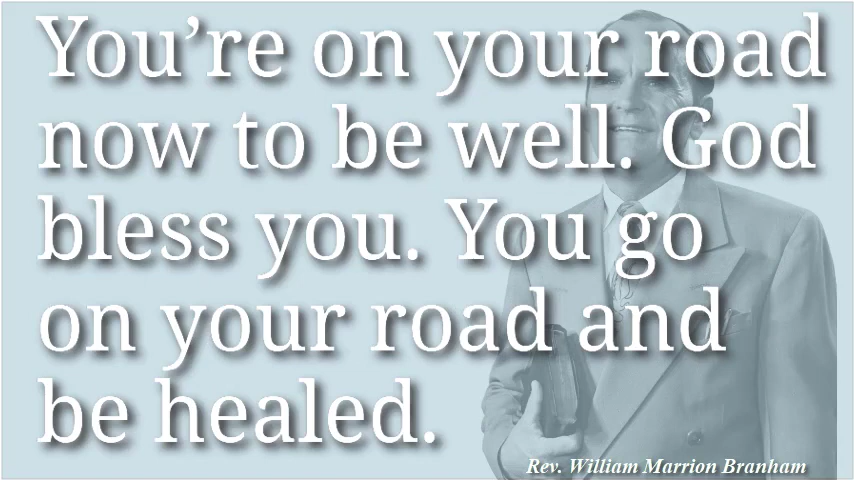 You’re on your road
now to be well. God
bless you. You go
on your road and
be healed.
Rev. William Marrion Branham